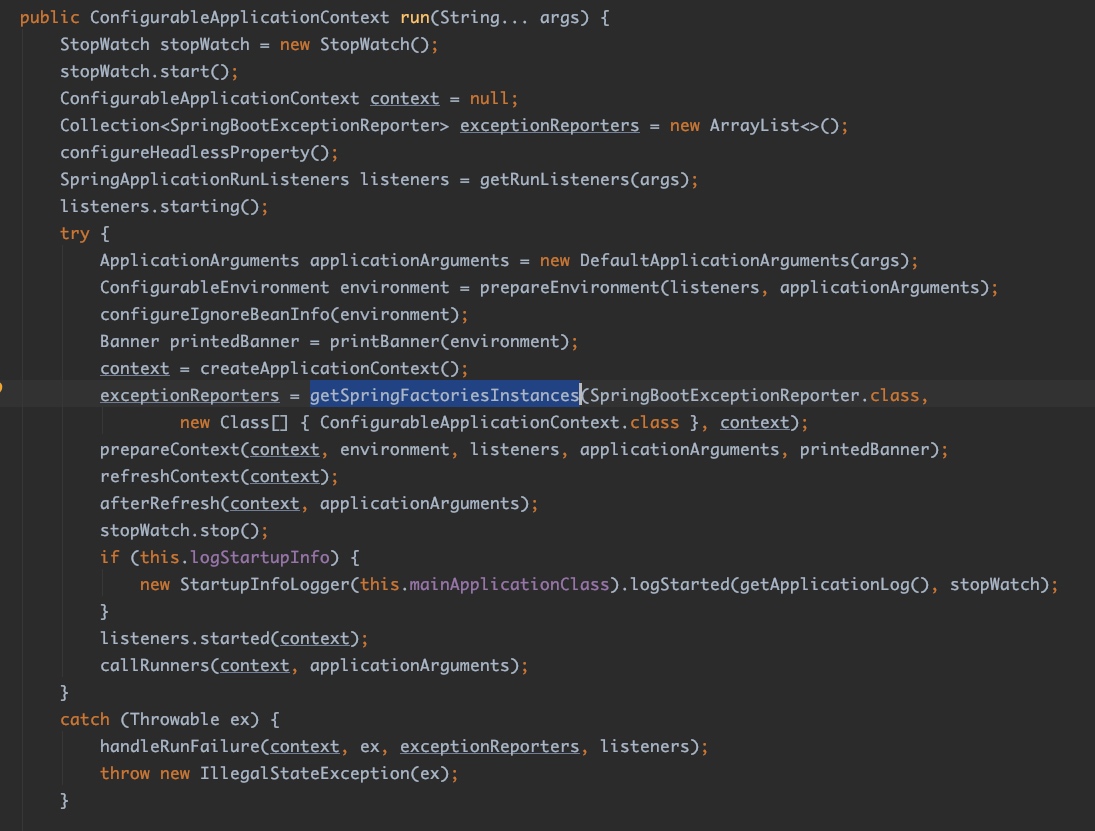 public ConfigurableApplicationContext run(String... args) {
StopWatch stopWatch = new StopWatch();
stopWatch.start();
ConfigurableApplicationContext context = null;
Collection<SpringBootExceptionReporter> exceptionReporters = new ArrayList<>();
configureHeadlessProperty();
SpringApplicationRunListeners listeners = getRunListeners(args);
listeners.starting();
try {
ApplicationArguments applicationArguments = new DefaultApplicationArguments(args);
ConfigurableEnvironment environment = prepareEnvironment(listeners, applicationArguments);
configureIgnoreBeanInfo(environment);
Banner printedBanner = printBanner(environment);
context = createApplicationContext();
exceptionReporters = getSpringFactoriesInstances(SpringBootExceptionReporter.class,
new Class[] { ConfigurableApplicationContext.class }, context);
prepareContext(context, environment, listeners, applicationArguments, printedBanner);
refreshContext(context);
afterRefresh(context, applicationArguments);
stopWatch.stop();
if (this.logStartupInfo) {
new StartupInfoLogger(this.mainApplicationClass).logStarted(getApplicationLog(), stopWatch);
}
listeners.started(context);
callRunners(context, applicationArguments);
}
catch (Throwable ex) {
handleRunFailure(context, ex, exceptionReporters, listeners);
throw new IllegalStateException(ex);
}